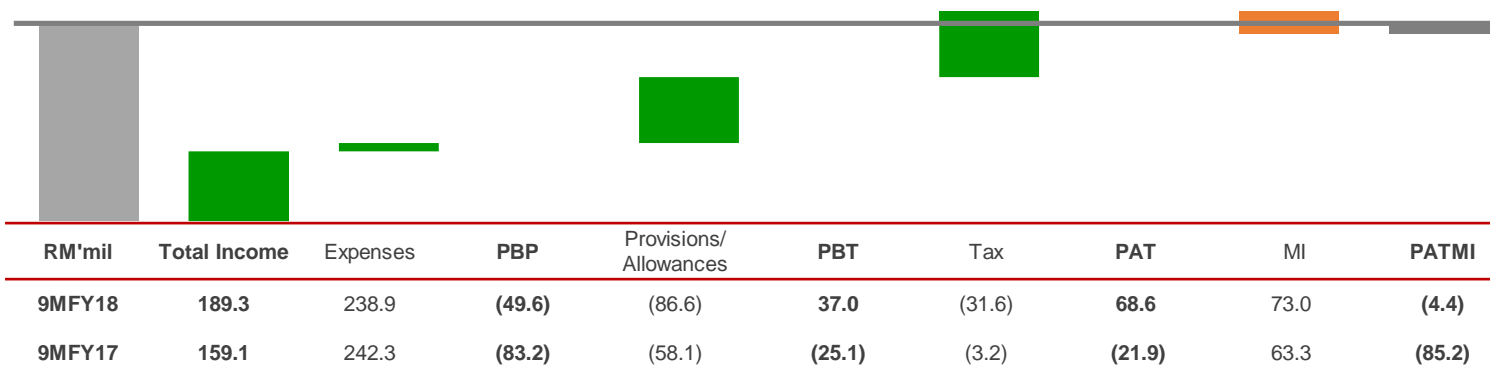 RM'mil Total Income Expenses PBP Provisions/ Allowances PBT Tax PAT MI PATMI
9MFY18 189.3 238.9 (49.6) (86.6) 37.0 (31.6) 68.6 73.0 (4.4)
9MFY17 159.1 242.3 (83.2) (58.1) (25.1) (3.2) (21.9) 63.3 (85.2)